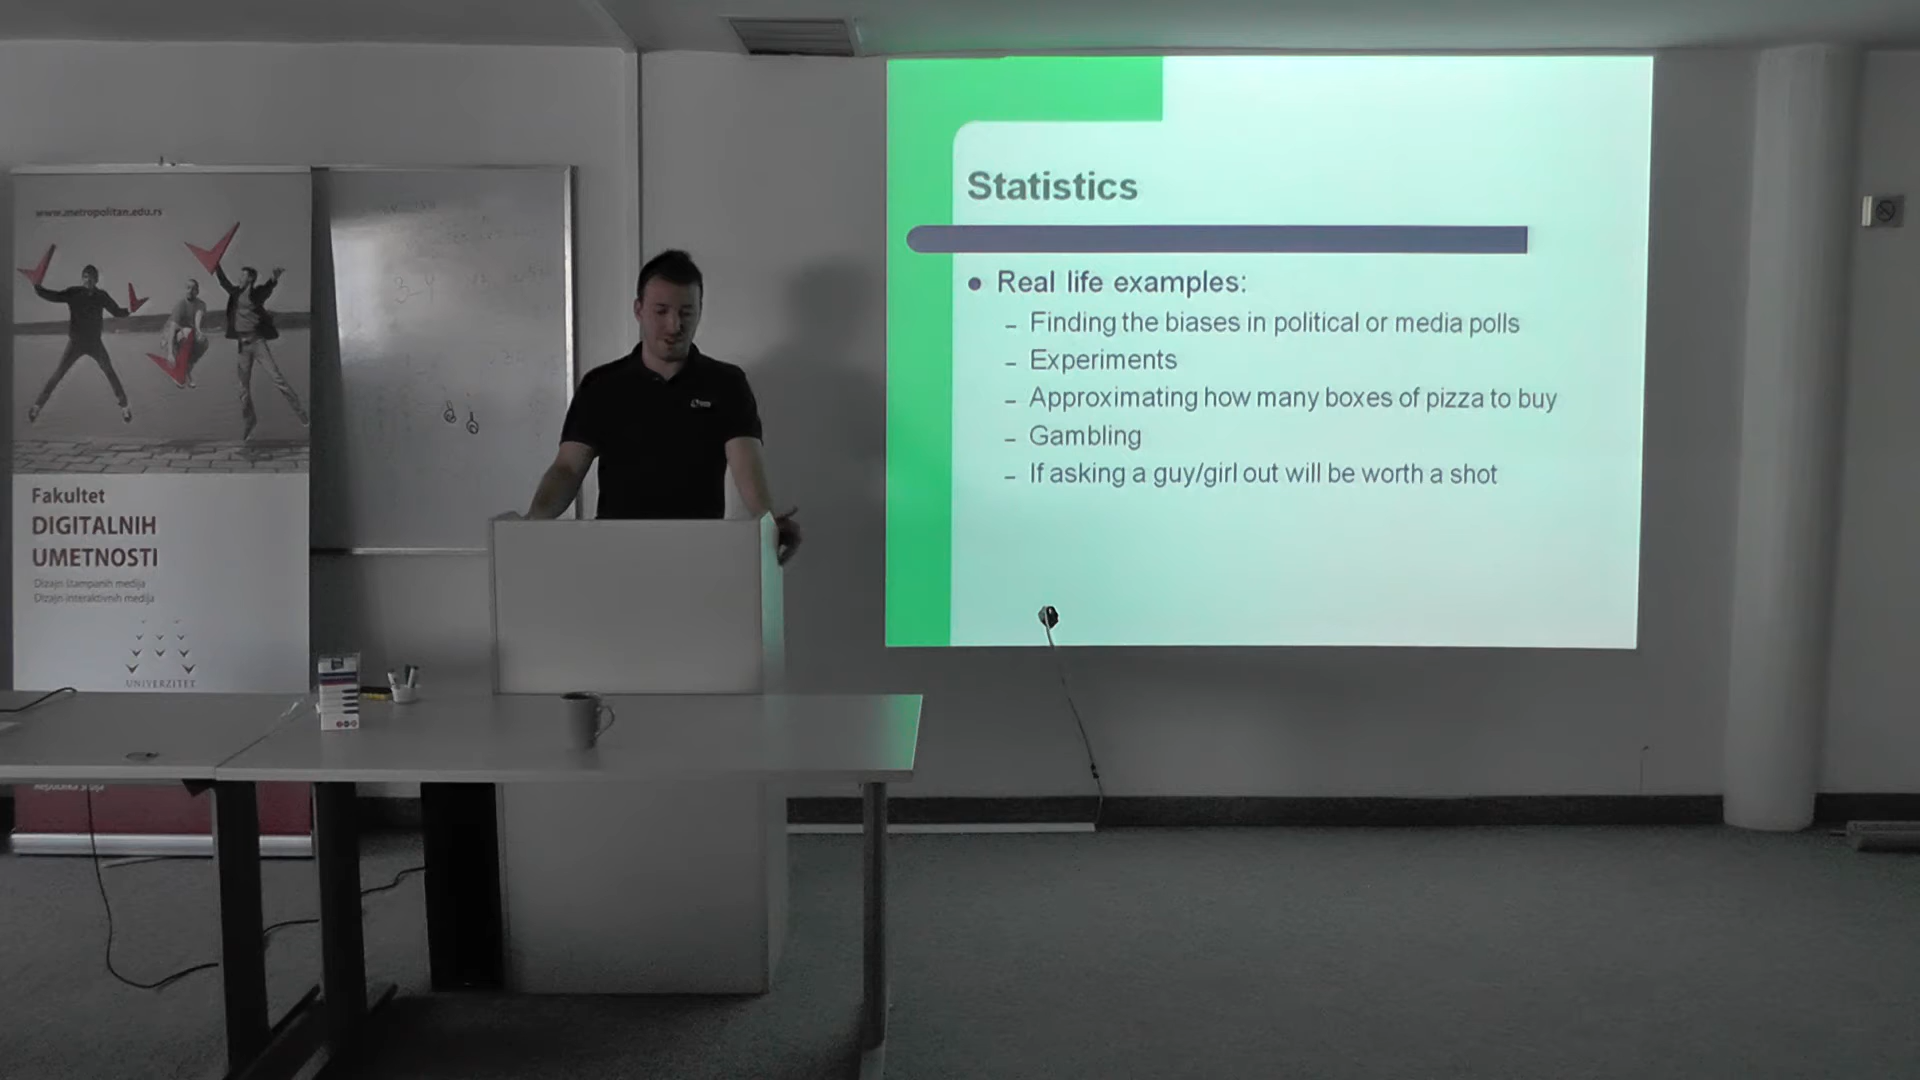 www.metropolitan.edu.rs
Fakultet
DIGITALNIH
UMETNOSTI
Dizajn štampanih medija
Dizajn interaktivnih medija
UNIVERZITET
Statistics
Real life examples:
– Finding the biases in political or media polls
– Experiments
– Approximating how many boxes of pizza to buy
– Gambling
– If asking a guy/girl out will be worth a shot